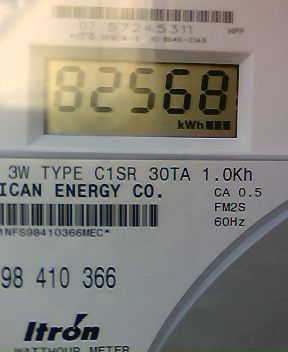 07 57245311 HPP
82568
kWh
3W TYPE C1SR 30TA 1.0Kh
ICAN ENERGY CO.
CA 0.5
FM2S
60Hz
1NFS98410366MEC*
98 410 366
Itron
WATTHOUR METER